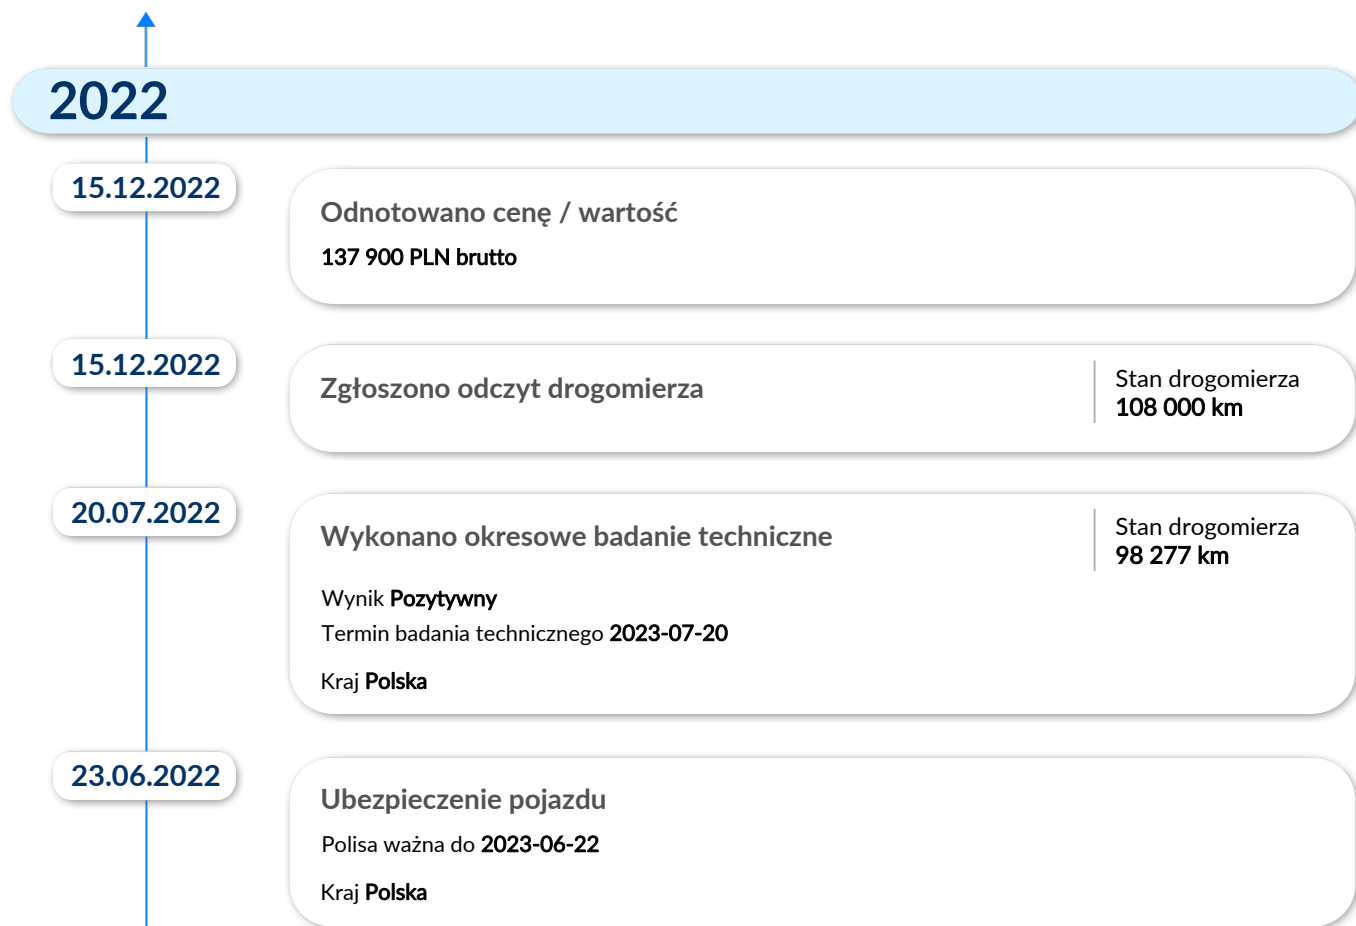 2022
15.12.2022
Odnotowano cenę / wartość
137 900 PLN brutto
15.12.2022
Zgłoszono odczyt drogomierza
Stan drogomierza
108 000 km
20.07.2022
Wykonano okresowe badanie techniczne
Stan drogomierza
98 277 km
Wynik Pozytywny
Termin badania technicznego 2023-07-20
Kraj Polska
23.06.2022
Ubezpieczenie pojazdu
Polisa ważna do 2023-06-22
Kraj Polska